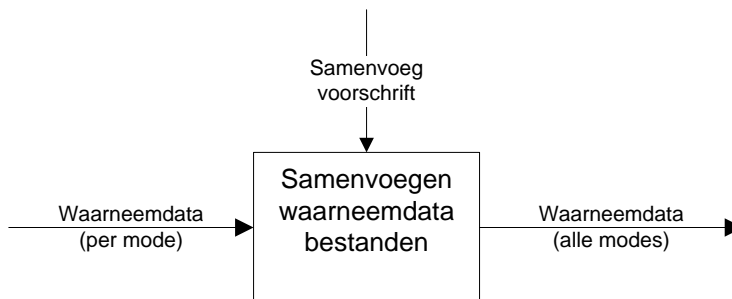 Samenvoeg
voorschrift
Samenvoegen
waarneemdata
bestanden
Waarneemdata
(per mode)
Waarneemdata
(alle modes)